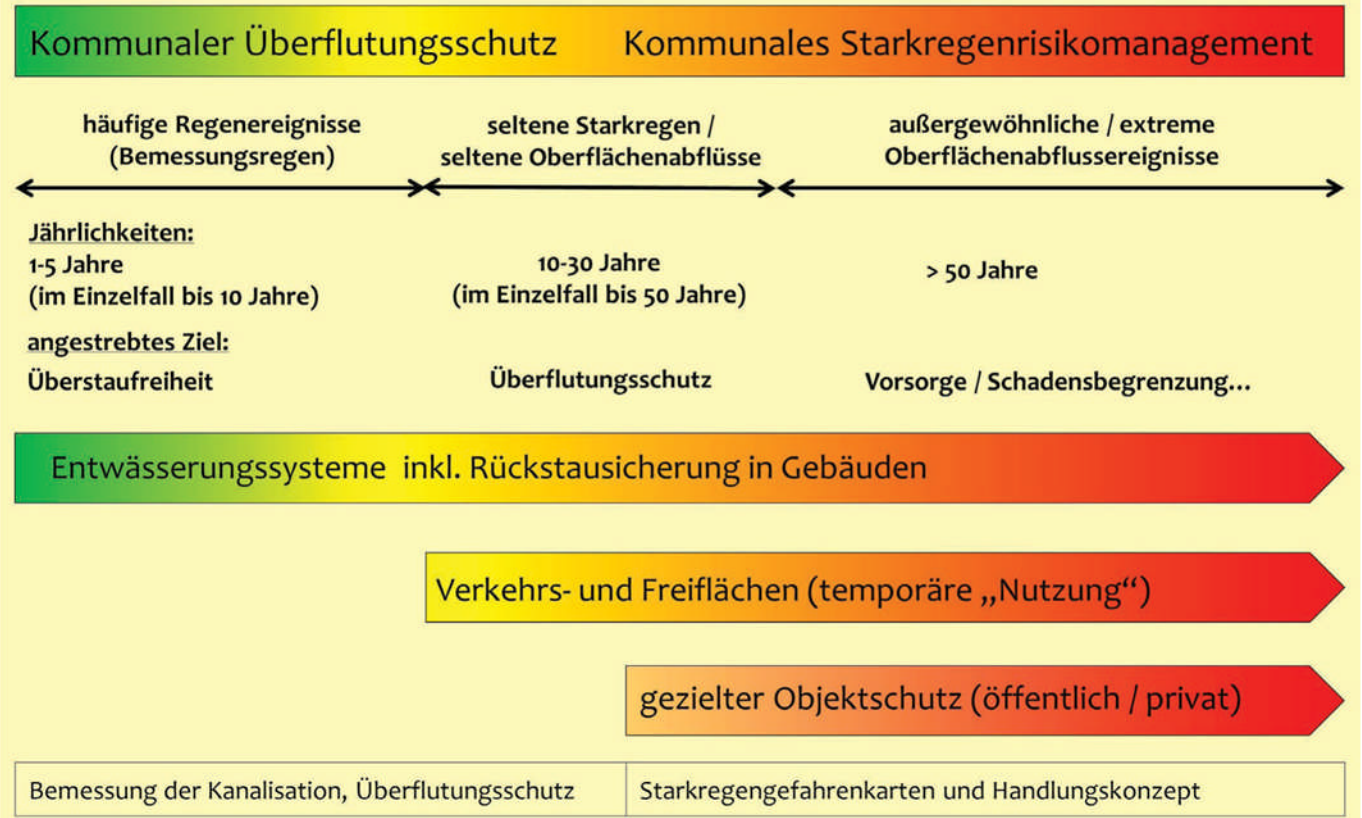 Kommunaler Überflutungsschutz
Kommunales Starkregenrisikomanagement
häufige Regenereignisse
(Bemessungsregen)
seltene Starkregen /
seltene Oberflächenabflüsse
außergewöhnliche / extreme
Oberflächenabflussereignisse
Jährlichkeiten:
1-5 Jahre
(im Einzelfall bis 10 Jahre)
10-30 Jahre
(im Einzelfall bis 50 Jahre)
> 50 Jahre
angestrebtes Ziel:
Überstaufreiheit
Überflutungsschutz
Vorsorge / Schadensbegrenzung...
Entwässerungssysteme inkl. Rückstausicherung in Gebäuden
Verkehrs- und Freiflächen (temporäre „Nutzung“)
gezielter Objektschutz (öffentlich / privat)
Bemessung der Kanalisation, Überflutungsschutz
Starkregengefahrenkarten und Handlungskonzept